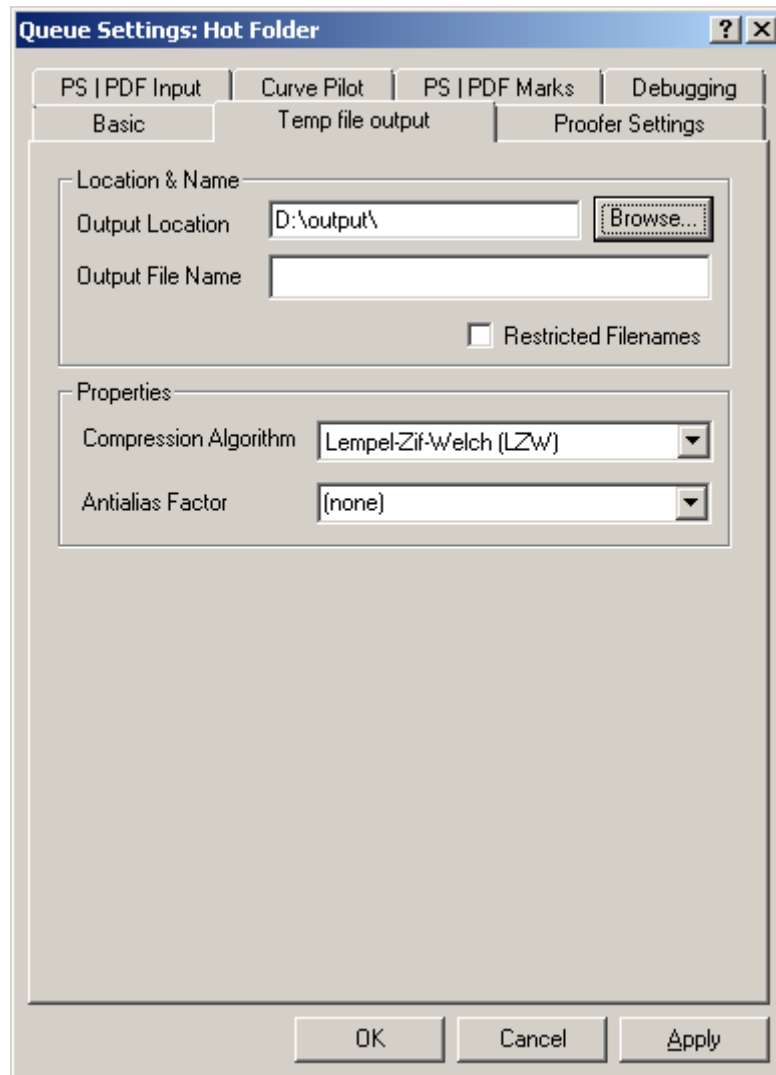 Queue Settings: Hot Folder
PS | PDF Input Curve Pilot PS | PDF Marks Debugging
Basic Temp file output Proofer Settings
Location & Name
Output Location D:\output\ Browse...
Output File Name
Restricted Filenames
Properties
Compression Algorithm Lempel-Zif-Welch (LZW)
Antialias Factor (none)
OK Cancel Apply